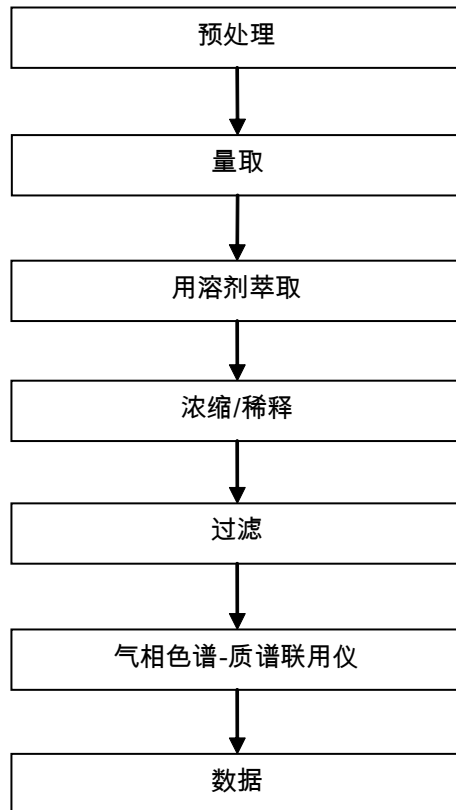 预处理
量取
用溶剂萃取
浓缩/稀释
过滤
气相色谱-质谱联用仪
数据